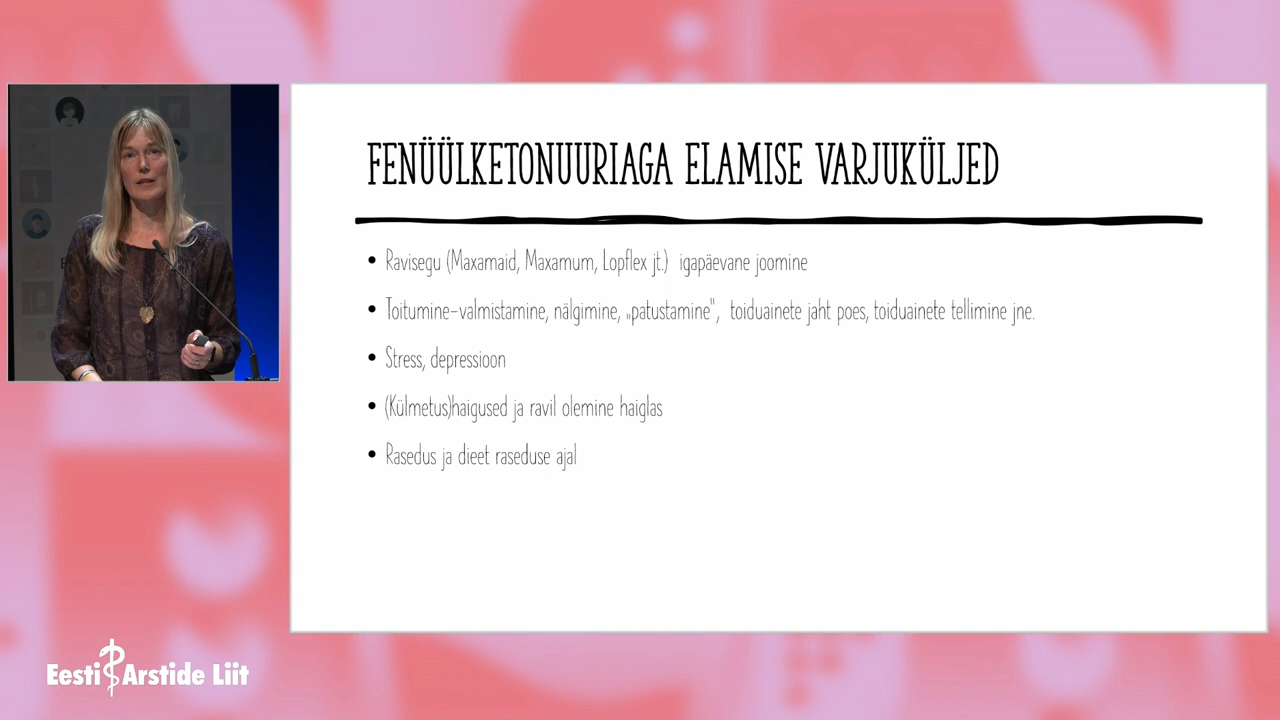 FENÜÜLKETONUURIAGA ELAMISE VARJUKÜLJED
• Ravisegu (Maxamaid, Maxamum, Lopflex jt.) igapäevane joomine
• Toitumine-valmistamine, nälgimine, „patustamine", toiduainete jaht poes, toiduainete tellimine jne.
• Stress, depressioon
• (Külmetus)haigused ja ravil olemine haiglas
• Rasedus ja dieet raseduse ajal
Eesti Arstide Liit